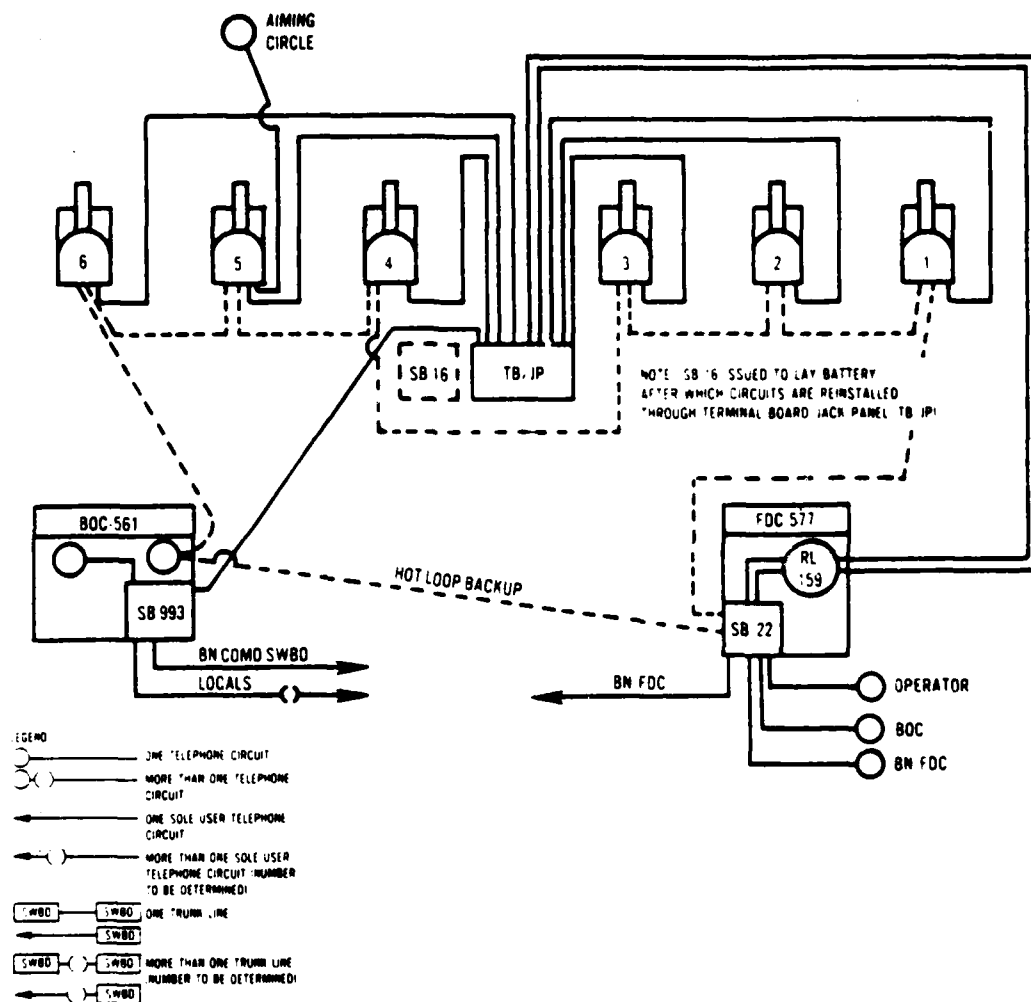 AIMING
CIRCLE
6
5
4
3
2
1
SB 16
TB/JP
NOTE: SB 16 ISSUED TO LAY BATTERY
AFTER WHICH CIRCUITS ARE REINSTALLED
THROUGH TERMINAL BOARD JACK PANEL TB JP)
BOC-561
FDC 577
RL
159
HOT LOOP BACKUP
SB 993
SB 22
BN COMD SWBD
LOCALS
BN FDC
OPERATOR
BOC
BN FDC
LEGEND
ONE TELEPHONE CIRCUIT
MORE THAN ONE TELEPHONE
CIRCUIT
ONE SOLE USER TELEPHONE
CIRCUIT
MORE THAN ONE SOLE USER
TELEPHONE CIRCUIT (NUMBER
TO BE DETERMINED)
SWBD SWBD ONE TRUNK LINE
SWBD
SWBD SWBD MORE THAN ONE TRUNK LINE
(NUMBER TO BE DETERMINED)
SWBD